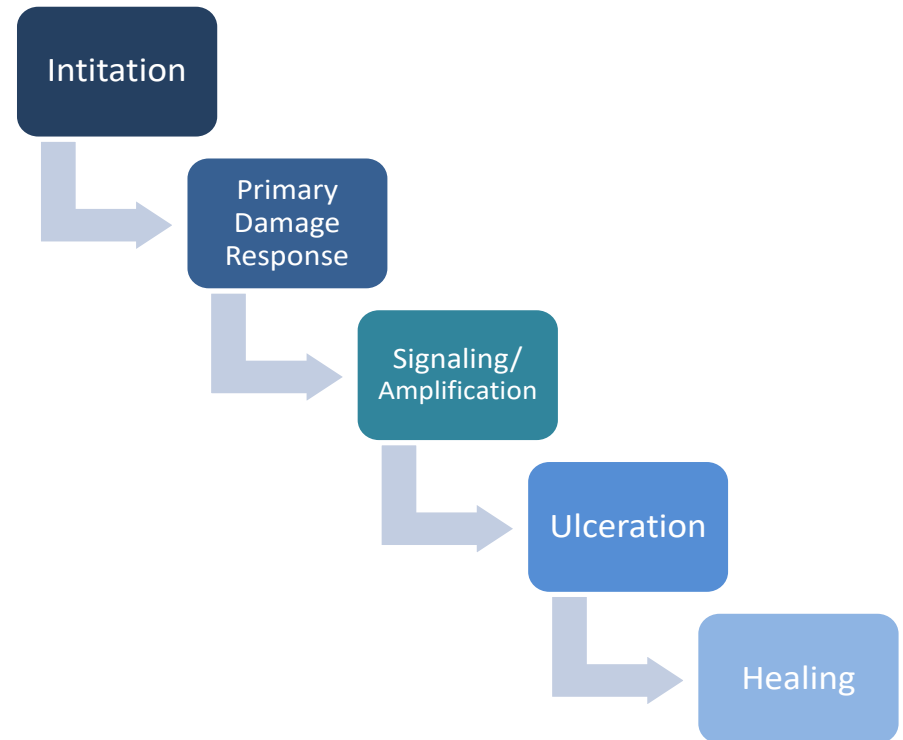 Intitation
Primary
Damage
Response
Signaling/
Amplification
Ulceration
Healing